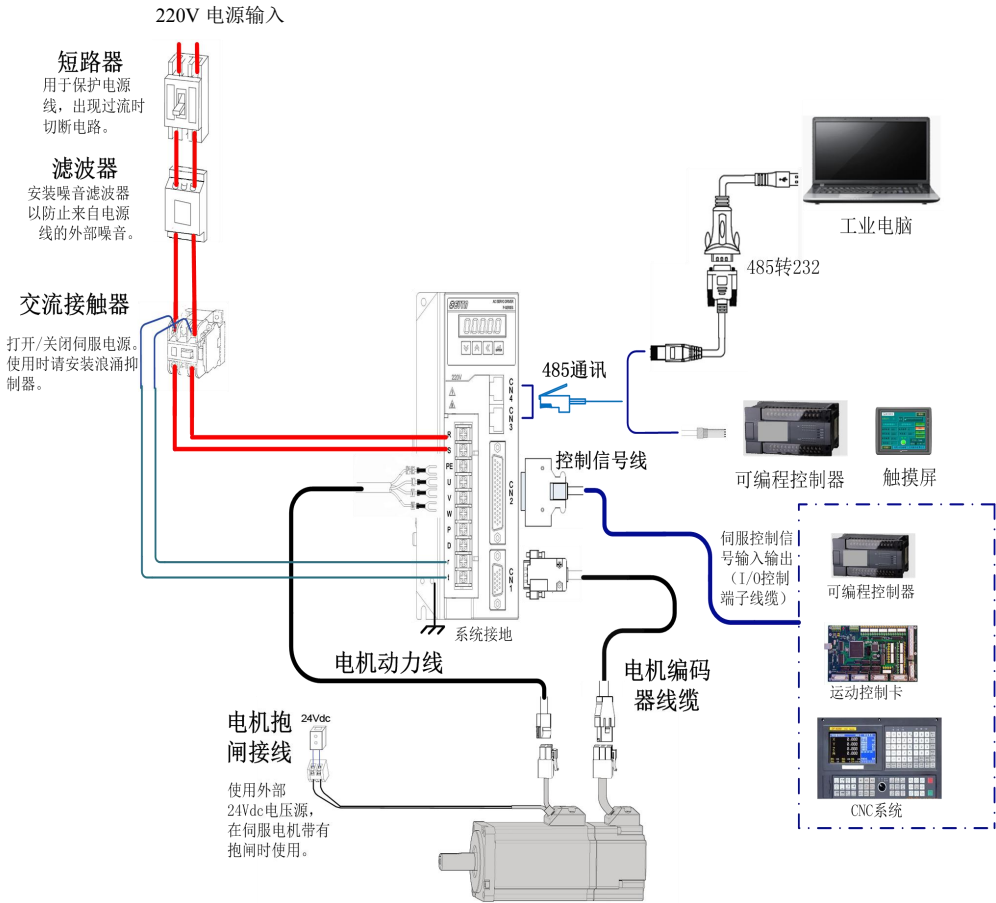 220V 电源输入
短路器
用于保护电源
线，出现过流时
切断电路。
滤波器
安装噪音滤波器
以防止来自电源
线的外部噪音。
交流接触器
打开/关闭伺服电源。
使用时请安装浪涌抑
制器。
工业电脑
485转232
485通讯
220V
CN4
CN3
R
S
PE
U
V
W
P
D
r
t
CN2
CN1
控制信号线
可编程控制器
触摸屏
伺服控制信
号输入输出
（I/O控制
端子线缆）
可编程控制器
运动控制卡
CNC系统
系统接地
电机动力线
电机编码
器线缆
电机抱
闸接线
24Vdc
使用外部
24Vdc电压源，
在伺服电机带有
抱闸时使用。